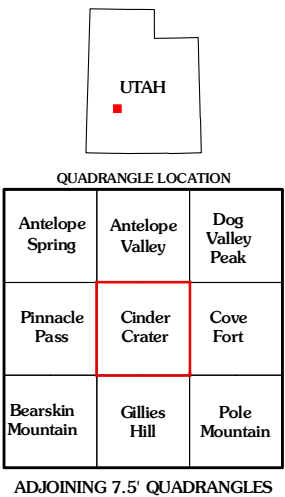 UTAH
QUADRANGLE LOCATION
Antelope
Spring
Antelope
Valley
Dog
Valley
Peak
Pinnacle
Pass
Cinder
Crater
Cove
Fort
Bearskin
Mountain
Gillies
Hill
Pole
Mountain
ADJOINING 7.5' QUADRANGLES